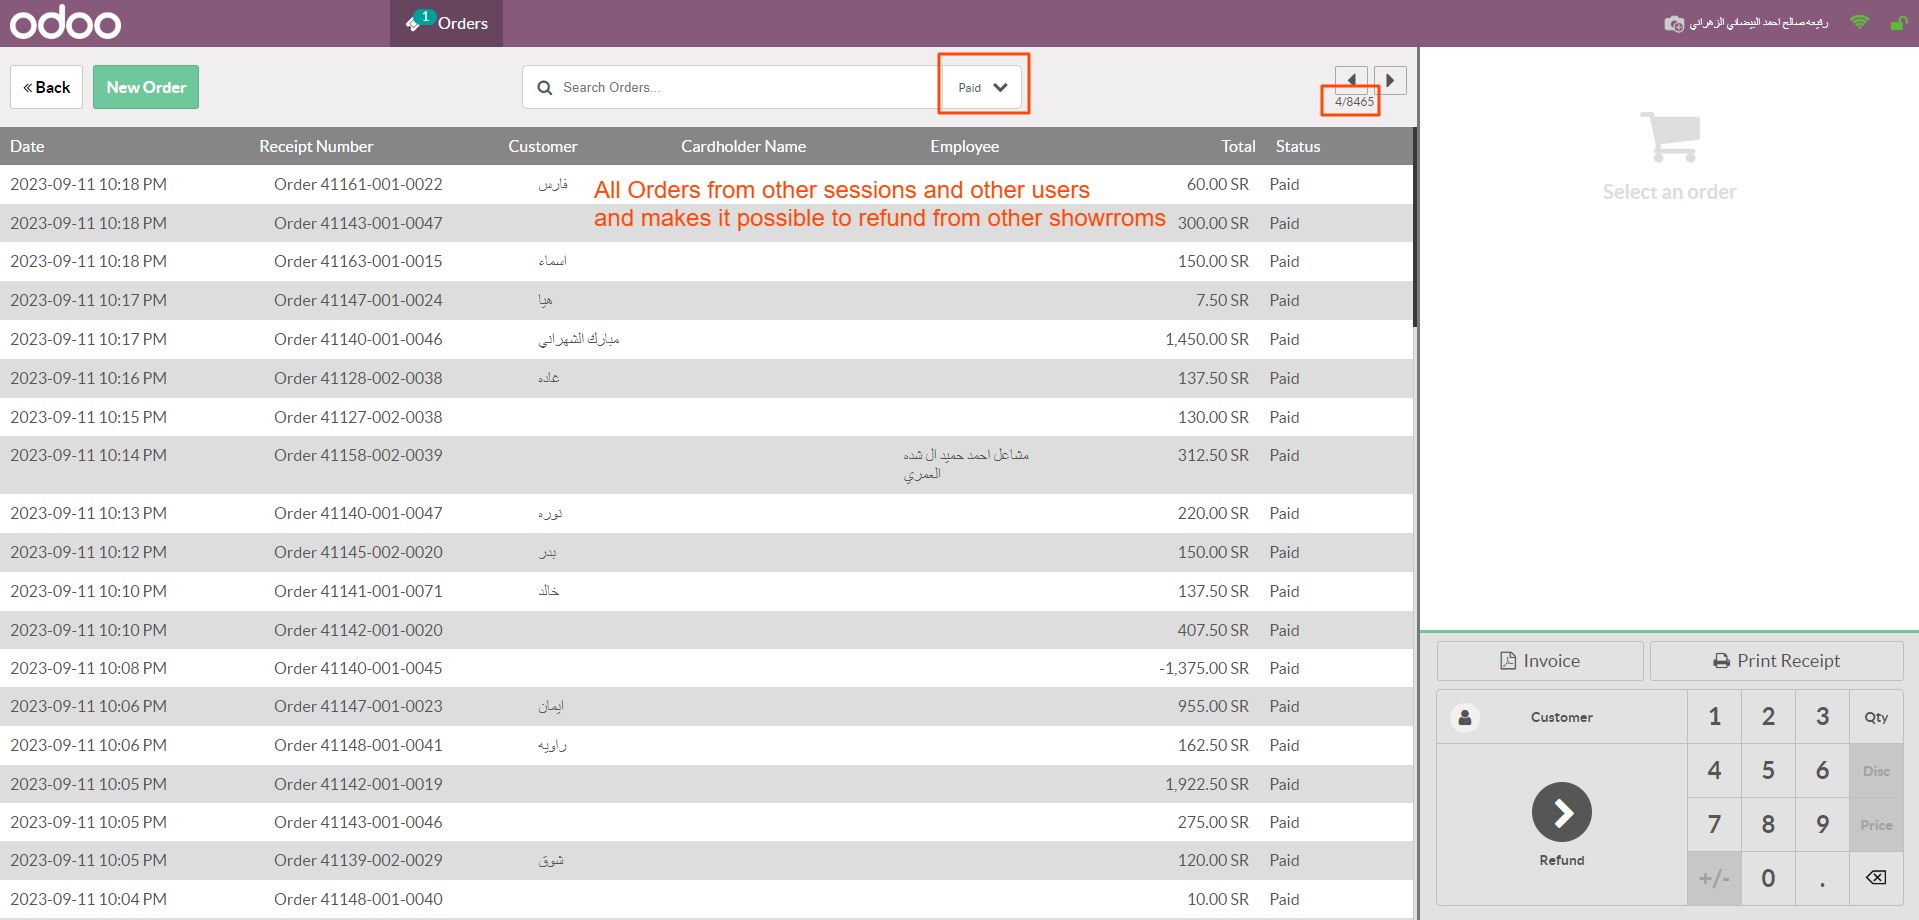 odoo
1 Orders
رفيعه صالح احمد البيضاني الزهراني
« Back
New Order
Search Orders...
Paid
4/8465
Date Receipt Number Customer Cardholder Name Employee Total Status
2023-09-11 10:18 PM Order 41161-001-0022 فارس 60.00 SR Paid
All Orders from other sessions and other users
and makes it possible to refund from other showrroms
2023-09-11 10:18 PM Order 41143-001-0047 300.00 SR Paid
2023-09-11 10:18 PM Order 41163-001-0015 اسماء 150.00 SR Paid
2023-09-11 10:17 PM Order 41147-001-0024 هيا 7.50 SR Paid
2023-09-11 10:17 PM Order 41140-001-0046 مبارك الشهراني 1,450.00 SR Paid
2023-09-11 10:16 PM Order 41128-002-0038 غاده 137.50 SR Paid
2023-09-11 10:15 PM Order 41127-002-0038 130.00 SR Paid
2023-09-11 10:14 PM Order 41158-002-0039 مشاعل احمد حميد ال شده 312.50 SR Paid
العمري
2023-09-11 10:13 PM Order 41140-001-0047 نوره 220.00 SR Paid
2023-09-11 10:12 PM Order 41145-002-0020 بدر 150.00 SR Paid
2023-09-11 10:10 PM Order 41141-001-0071 خالد 137.50 SR Paid
2023-09-11 10:10 PM Order 41142-001-0020 407.50 SR Paid
2023-09-11 10:08 PM Order 41140-001-0045 -1,375.00 SR Paid
2023-09-11 10:06 PM Order 41147-001-0023 ايمان 955.00 SR Paid
2023-09-11 10:06 PM Order 41148-001-0041 راويه 162.50 SR Paid
2023-09-11 10:05 PM Order 41142-001-0019 1,922.50 SR Paid
2023-09-11 10:05 PM Order 41143-001-0046 275.00 SR Paid
2023-09-11 10:05 PM Order 41139-002-0029 شوق 120.00 SR Paid
2023-09-11 10:04 PM Order 41148-001-0040 10.00 SR Paid
Select an order
Invoice Print Receipt
Customer 1 2 3 Qty
4 5 6 Disc
7 8 9 Price
Refund
+/- 0 .